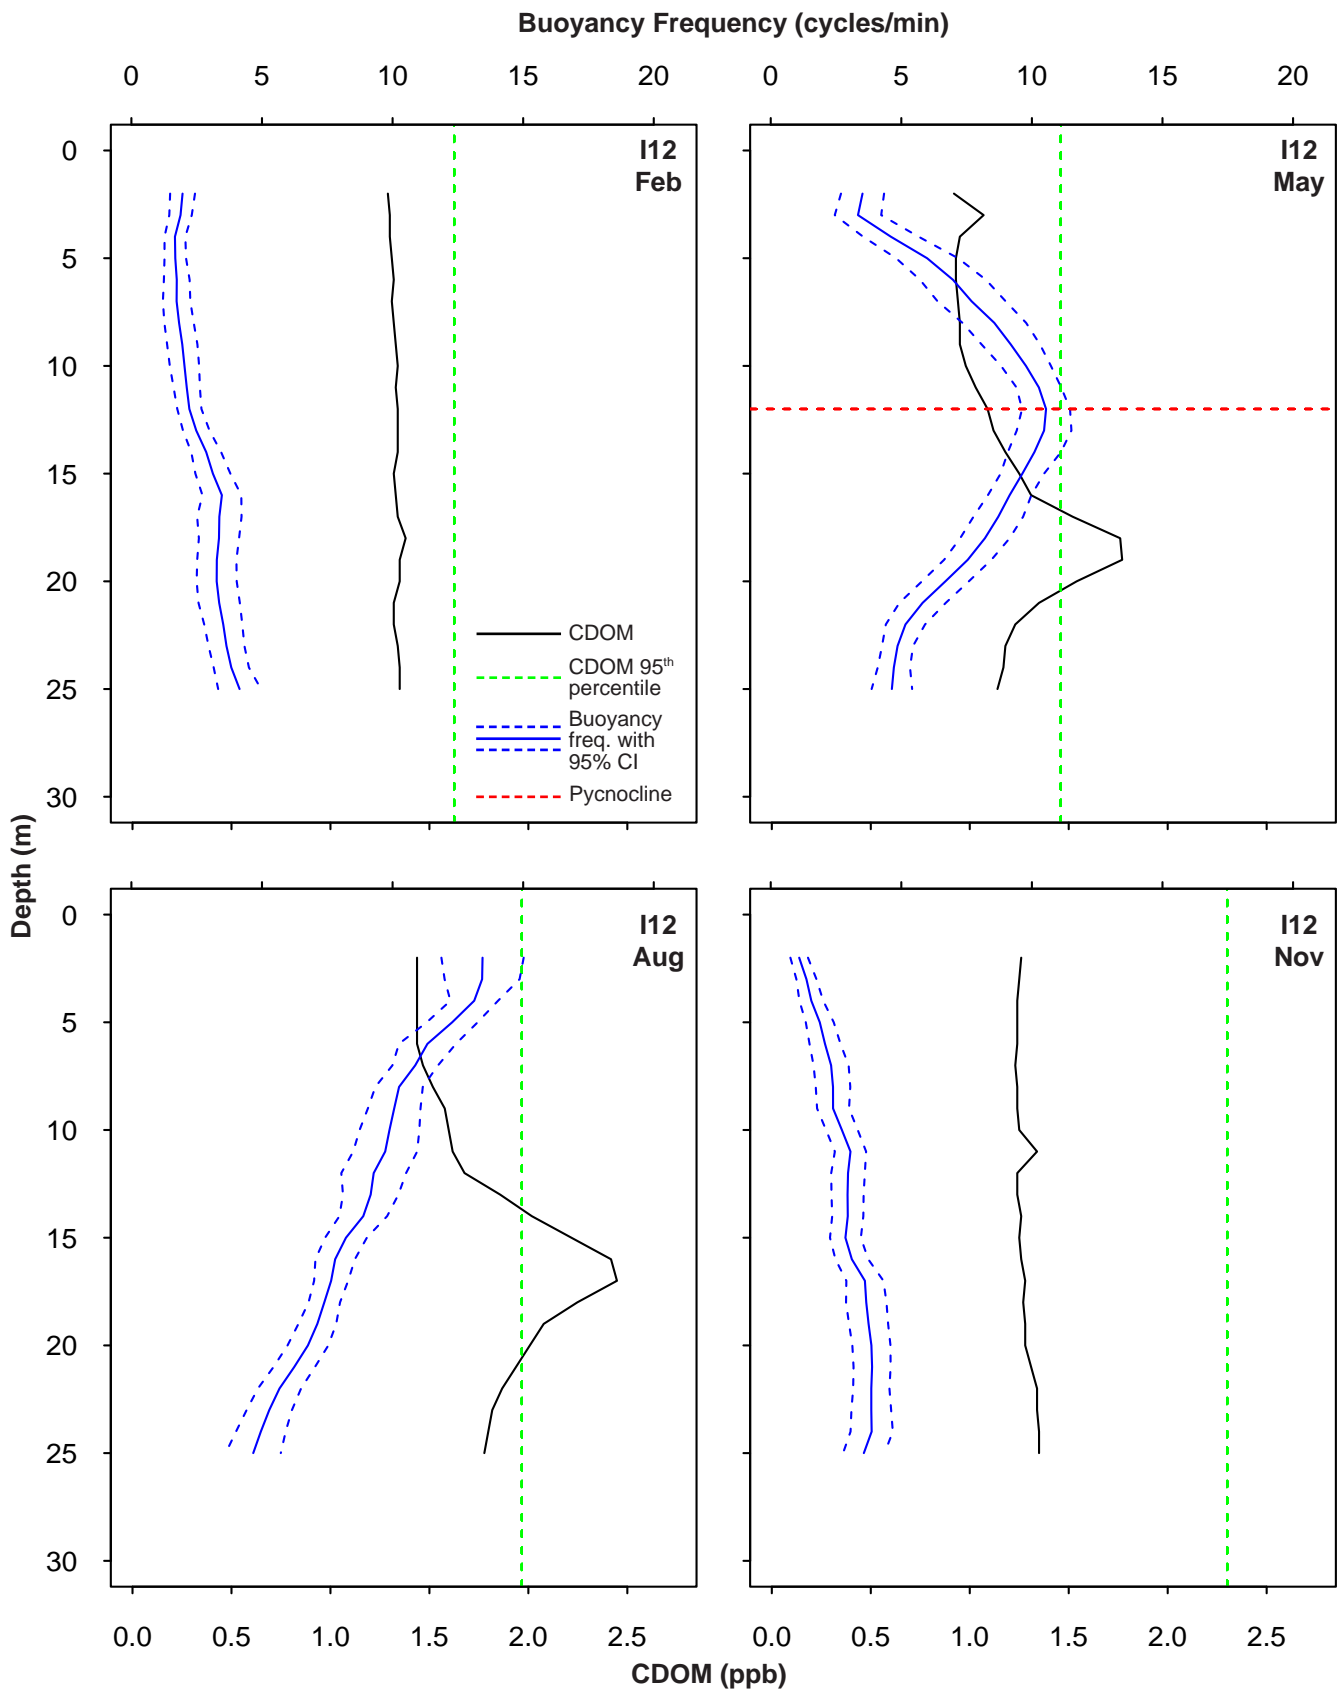 Buoyancy Frequency (cycles/min)
0 5 10 15 20 0 5 10 15 20
I12
Feb
I12
May
0
5
10
15
20
25
30
CDOM
CDOM 95th
percentile
Buoyancy
freq. with
95% CI
Pycnocline
Depth (m)
I12
Aug
I12
Nov
0
5
10
15
20
25
30
0.0 0.5 1.0 1.5 2.0 2.5 0.0 0.5 1.0 1.5 2.0 2.5
CDOM (ppb)